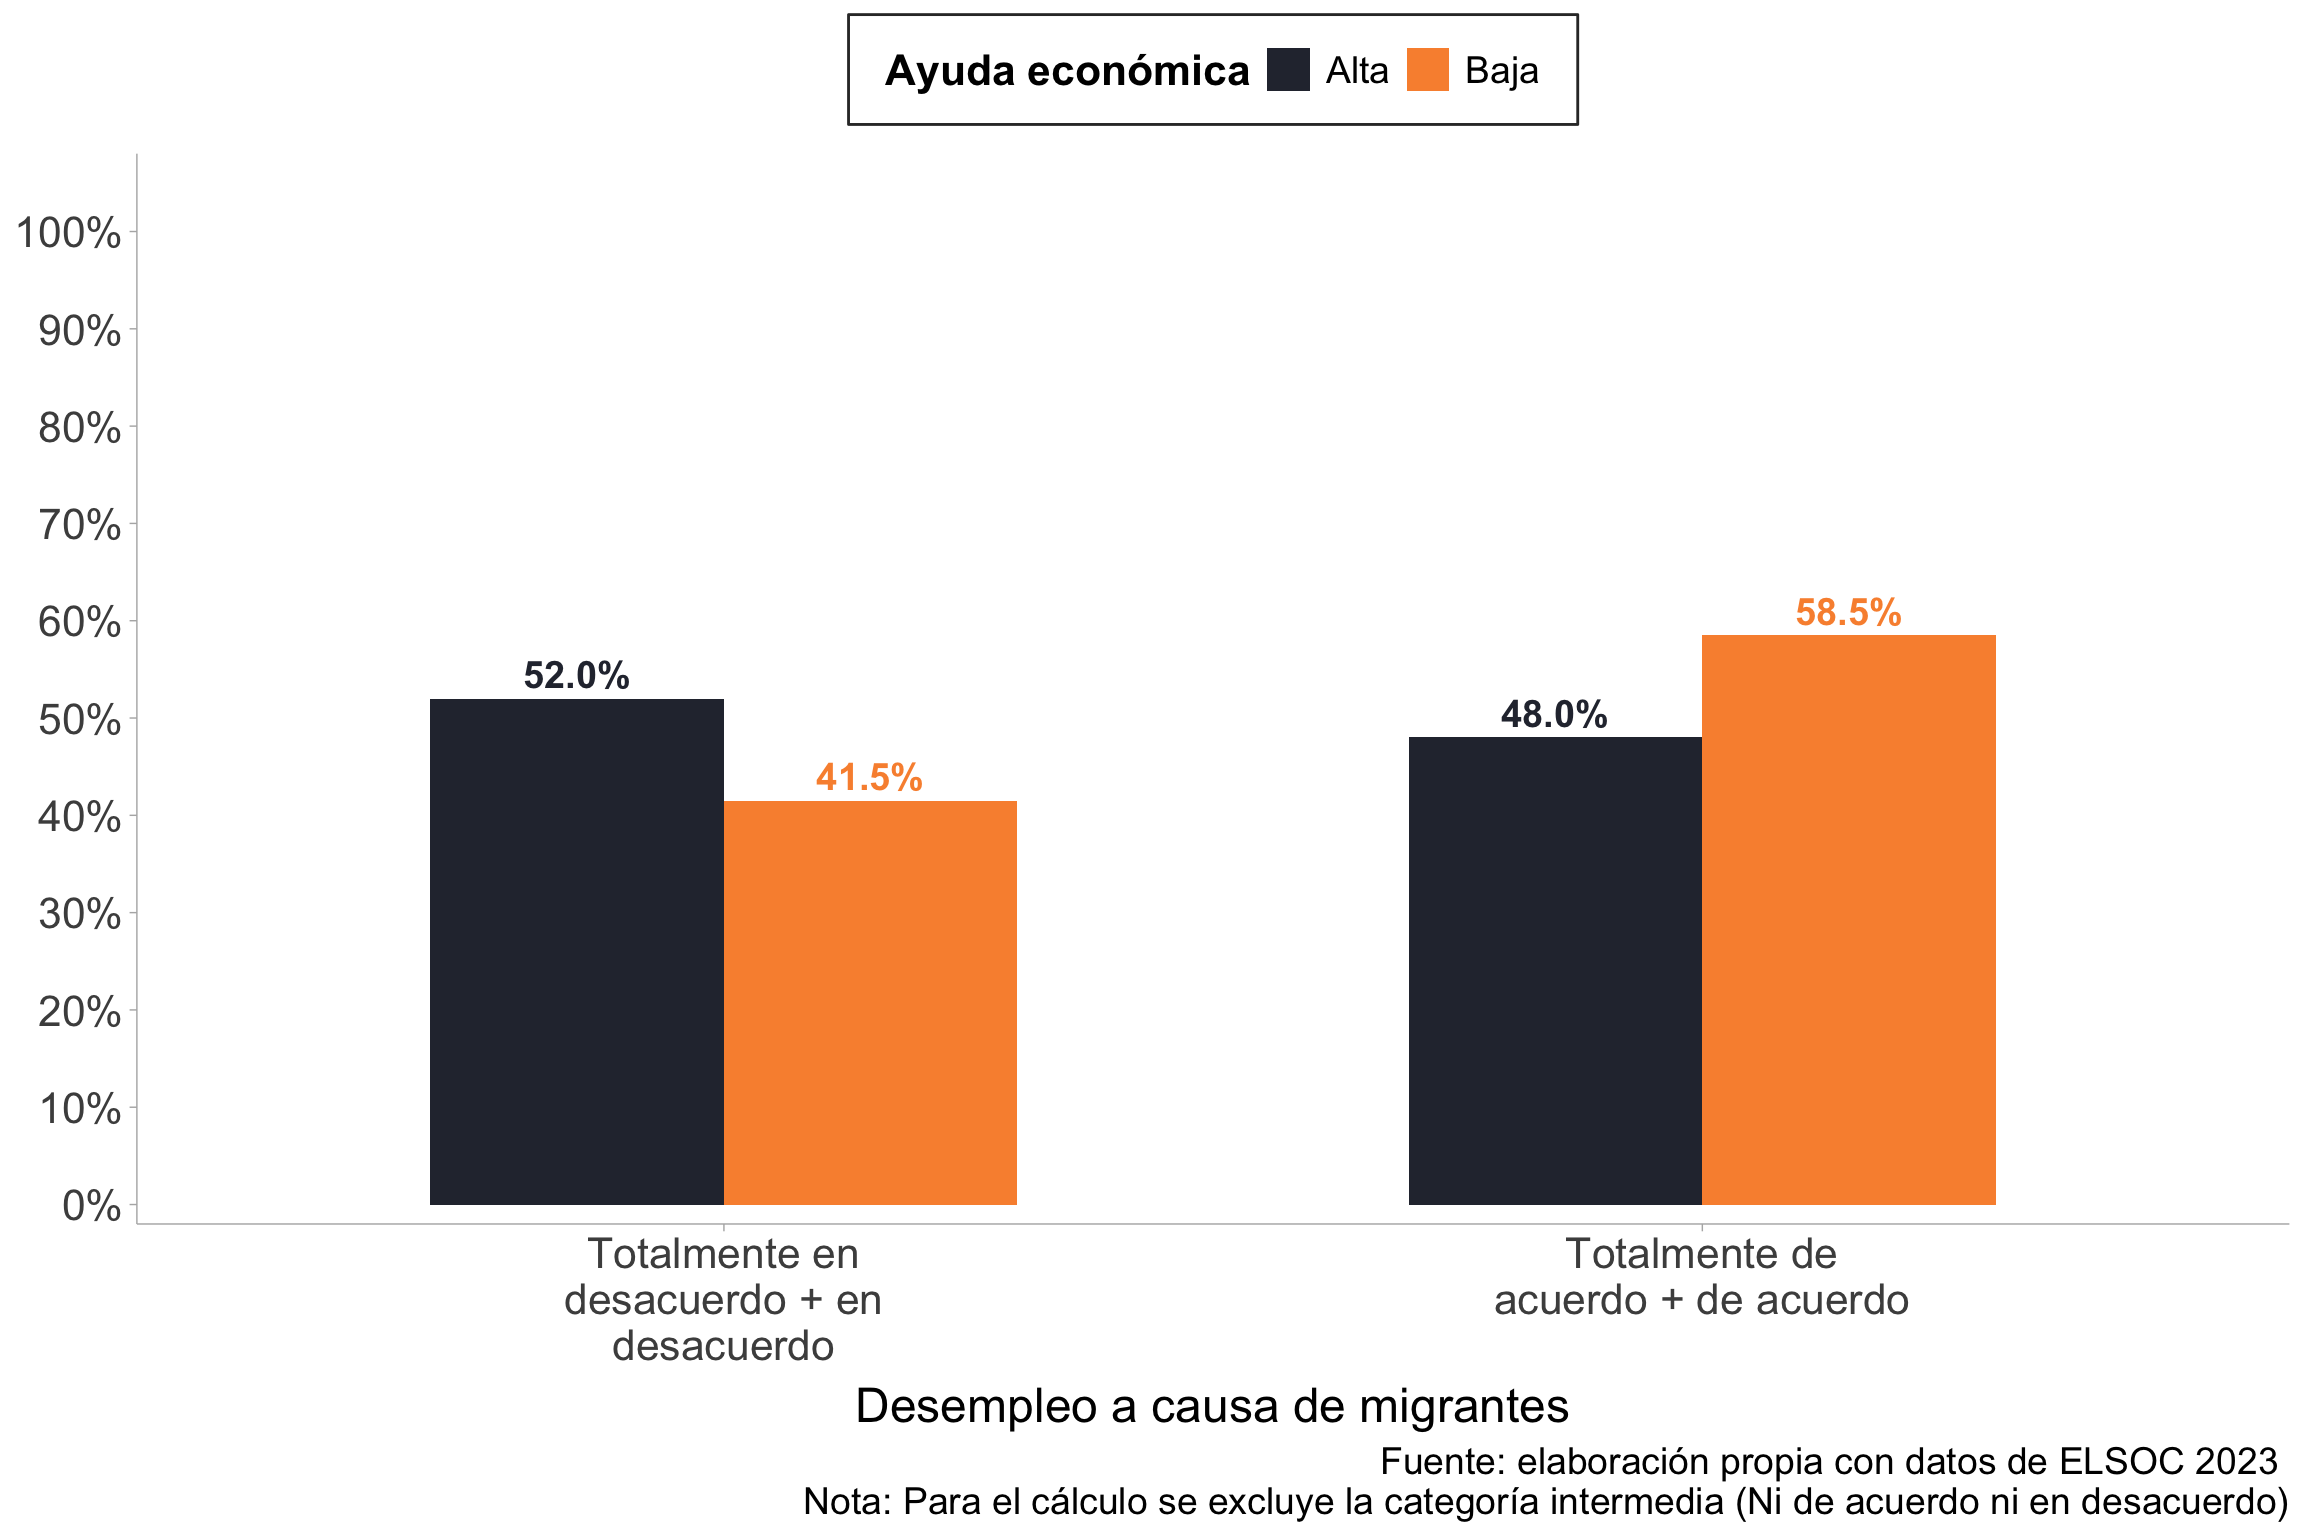 Ayuda económica Alta Baja
100%
90%
80%
70%
60%
50%
40%
30%
20%
10%
0%
52.0%
41.5%
48.0%
58.5%
Totalmente en
desacuerdo + en
desacuerdo
Totalmente de
acuerdo + de acuerdo
Desempleo a causa de migrantes
Fuente: elaboración propia con datos de ELSOC 2023
Nota: Para el cálculo se excluye la categoría intermedia (Ni de acuerdo ni en desacuerdo)